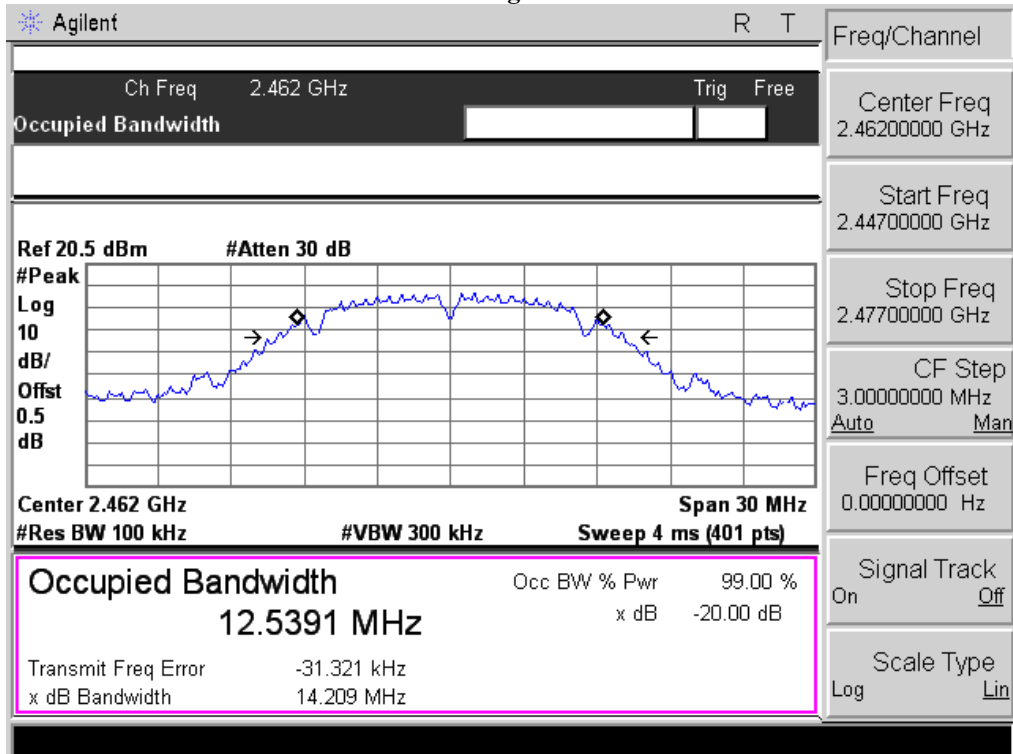 Agilent R T
Ch Freq 2.462 GHz Trig Free
Occupied Bandwidth
Ref 20.5 dBm #Atten 30 dB
#Peak
Log
10
dB/
Offst
0.5
dB
Center 2.462 GHz Span 30 MHz
#Res BW 100 kHz #VBW 300 kHz Sweep 4 ms (401 pts)
Occupied Bandwidth Occ BW % Pwr 99.00 %
12.5391 MHz x dB -20.00 dB
Transmit Freq Error -31.321 kHz
x dB Bandwidth 14.209 MHz
Freq/Channel
Center Freq
2.46200000 GHz
Start Freq
2.44700000 GHz
Stop Freq
2.47700000 GHz
CF Step
3.00000000 MHz
Auto Man
Freq Offset
0.00000000 Hz
Signal Track
On Off
Scale Type
Log Lin